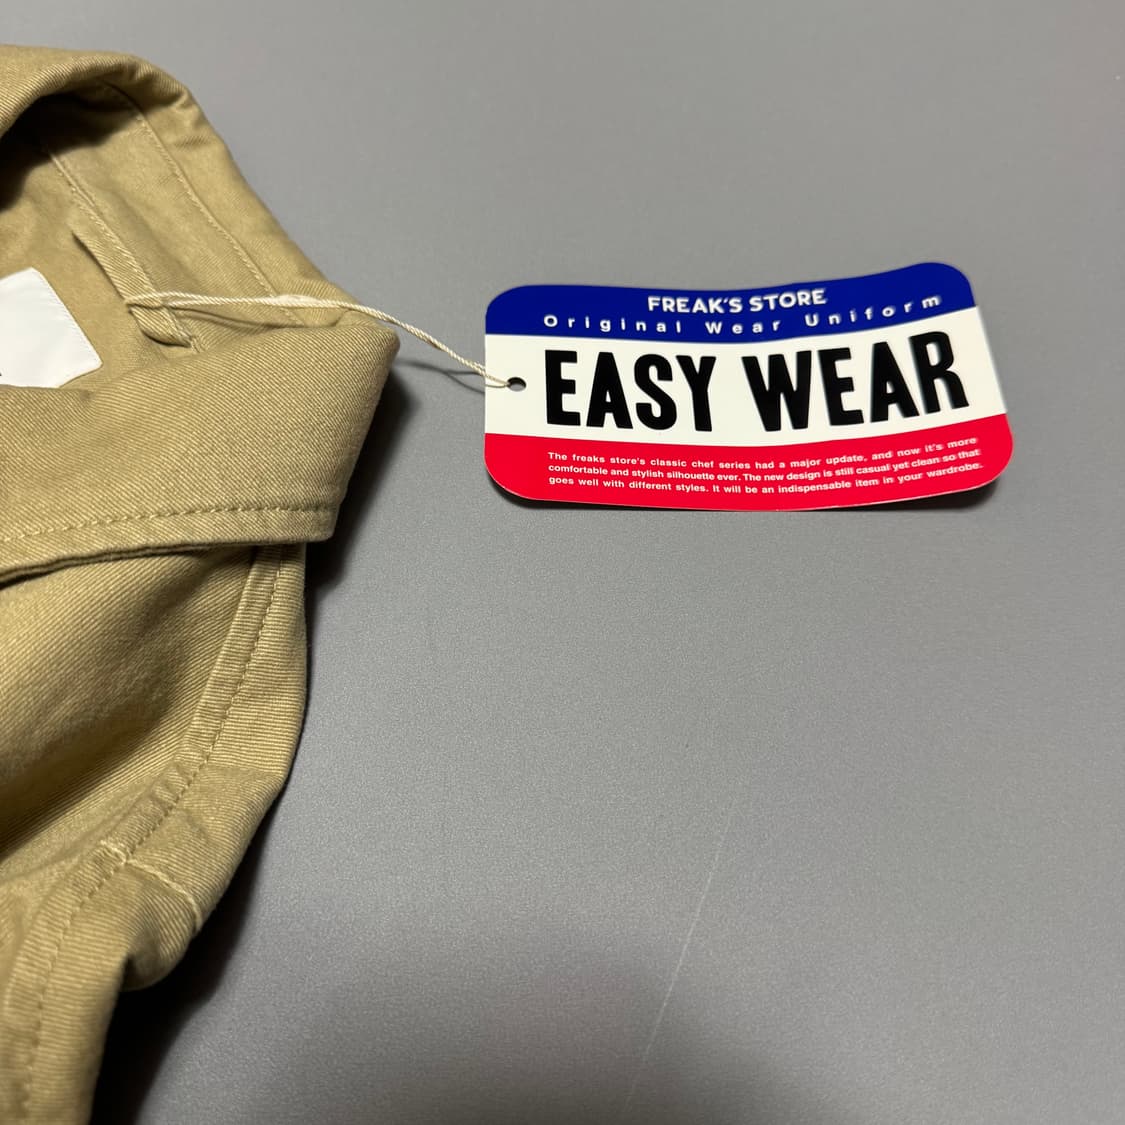 FREAK'S STORE
Original Wear Uniform
EASY WEAR
The freaks store's classic chef series had a major update, and now it's more
comfortable and stylish silhouette ever. The new design is still casual yet clean so that
goes well with different styles. It will be an indispensable item in your wardrobe.